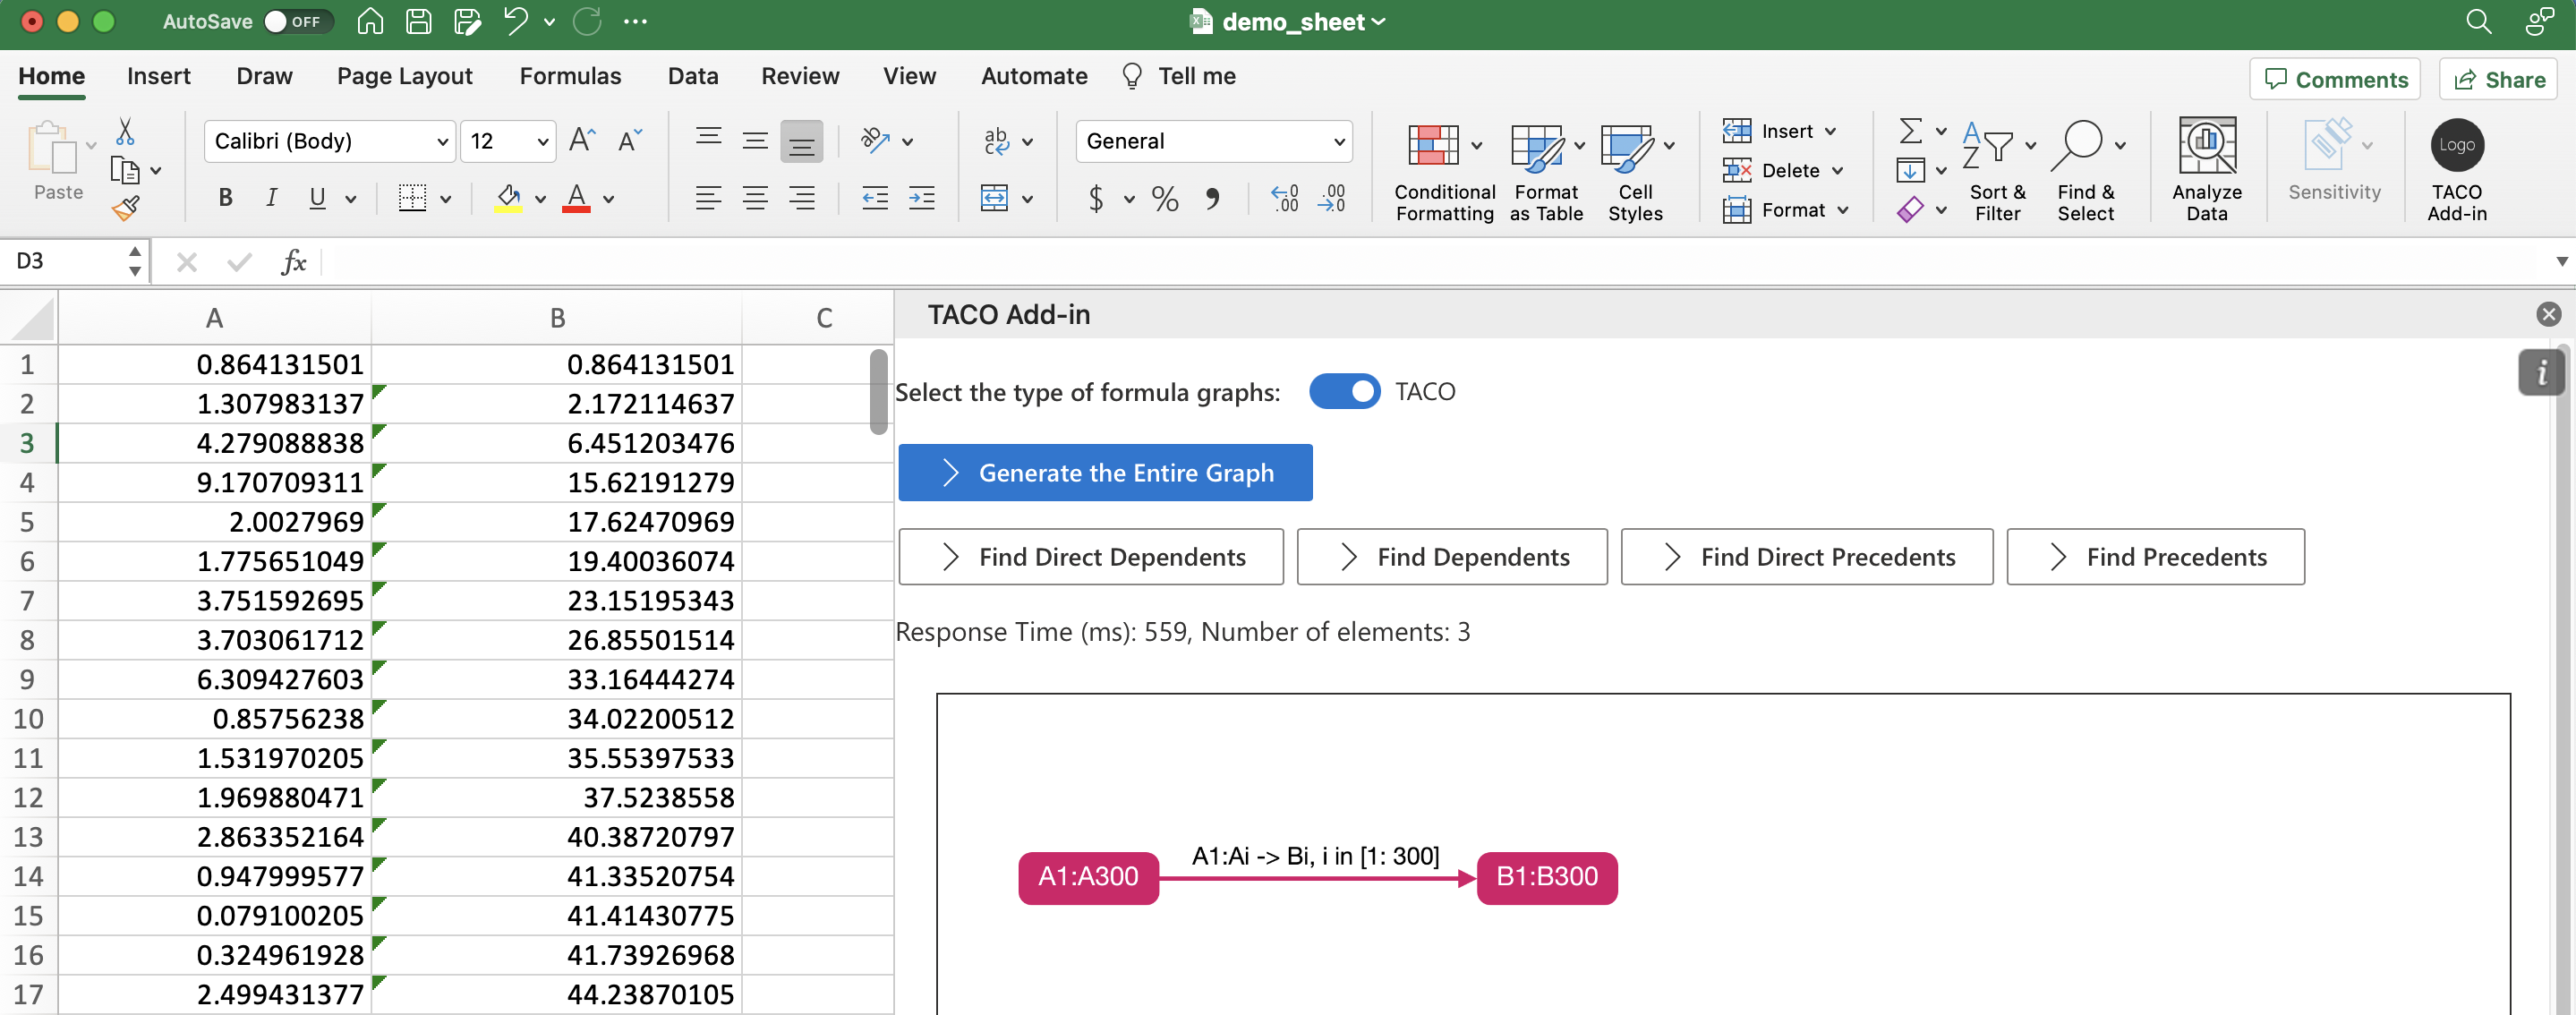 AutoSave OFF demo_sheet
Home Insert Draw Page Layout Formulas Data Review View Automate Tell me Comments Share
Paste
Calibri (Body) 12
B I U A
ab
General
$ % 9
Conditional Formatting
Format as Table
Cell Styles
Insert
Delete
Format
Sort & Filter
Find & Select
Analyze Data
Sensitivity
Logo
TACO Add-in
D3 fx
A B C
1 0.864131501 0.864131501
2 1.307983137 2.172114637
3 4.279088838 6.451203476
4 9.170709311 15.62191279
5 2.0027969 17.62470969
6 1.775651049 19.40036074
7 3.751592695 23.15195343
8 3.703061712 26.85501514
9 6.309427603 33.16444274
10 0.85756238 34.02200512
11 1.531970205 35.55397533
12 1.969880471 37.5238558
13 2.863352164 40.38720797
14 0.947999577 41.33520754
15 0.079100205 41.41430775
16 0.324961928 41.73926968
17 2.499431377 44.23870105
TACO Add-in
Select the type of formula graphs: TACO
Generate the Entire Graph
Find Direct Dependents Find Dependents Find Direct Precedents Find Precedents
Response Time (ms): 559, Number of elements: 3
A1:Ai -> Bi, i in [1: 300]
A1:A300 B1:B300